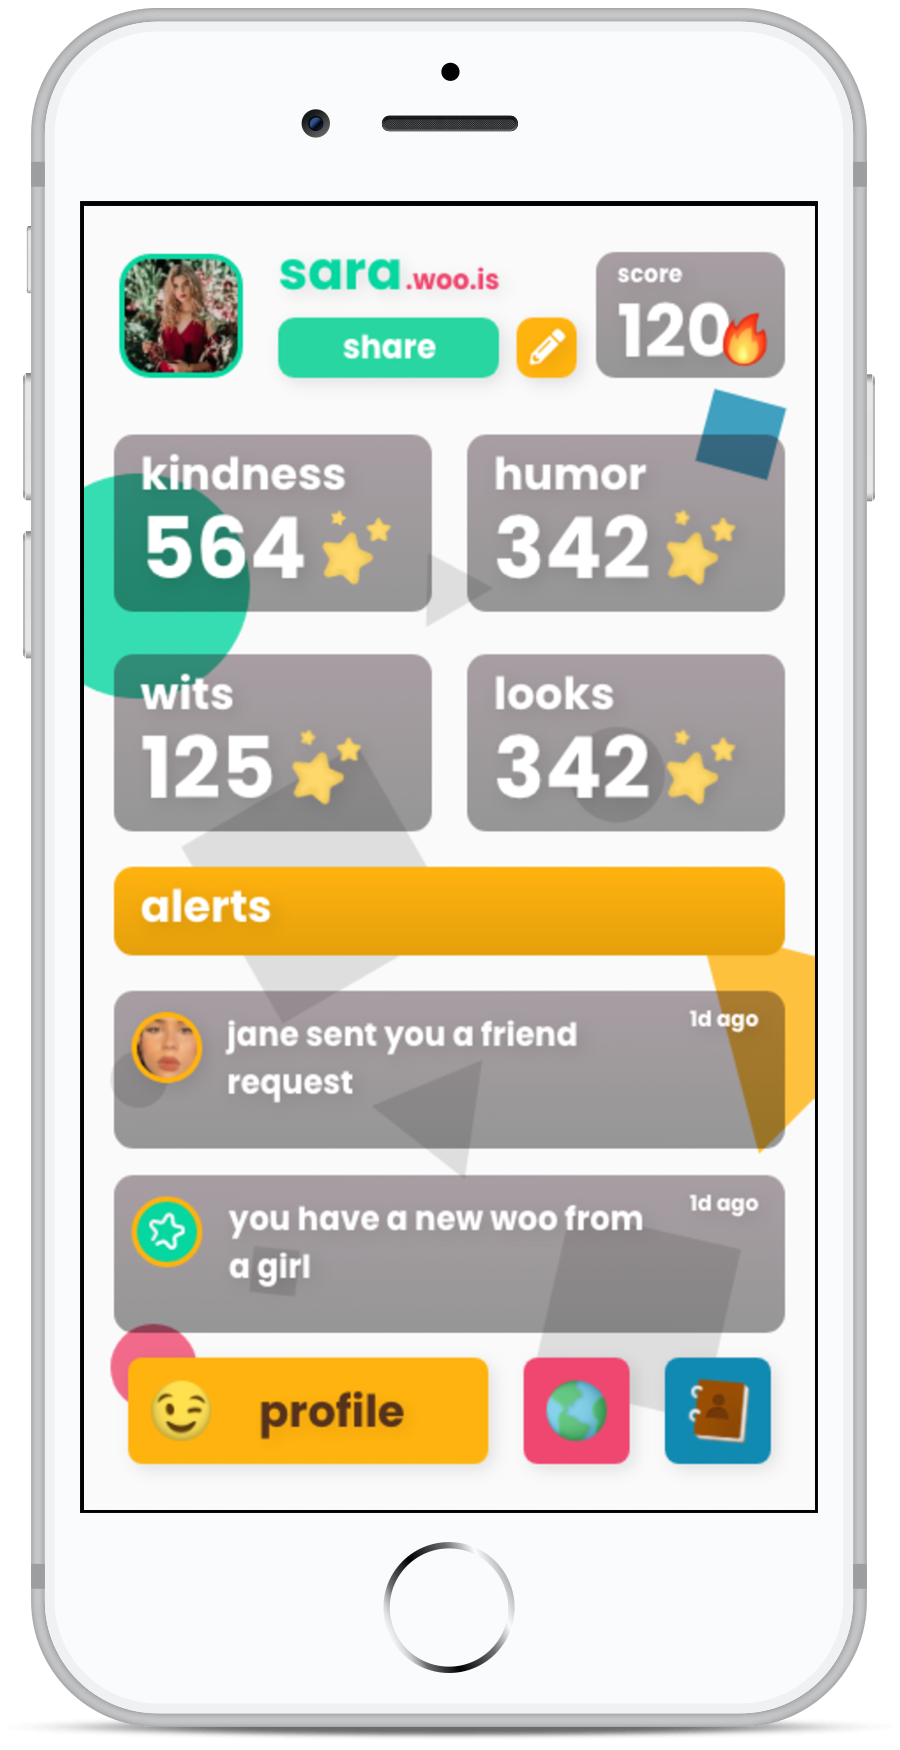 sara.woo.is
share
score
120
kindness
564
humor
342
wits
125
looks
342
alerts
jane sent you a friend
request
1d ago
you have a new woo from
a girl
1d ago
profile